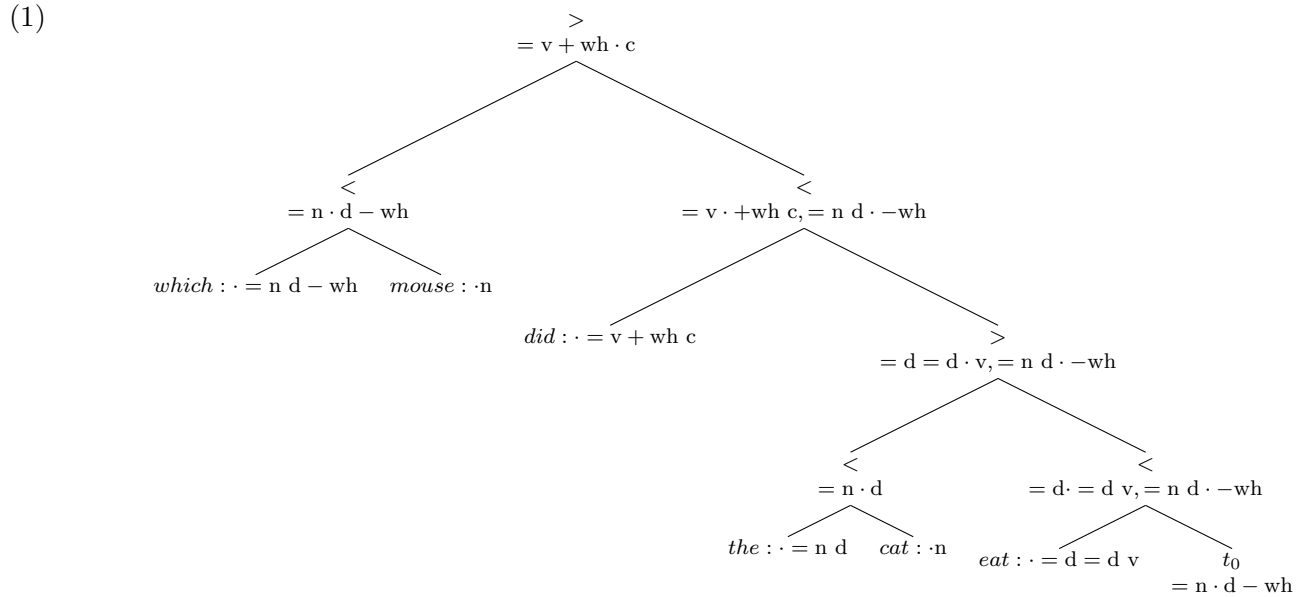 (1)
>
= v + wh · c
<
= n · d − wh
<
= v · +wh c, = n d · −wh
which : · = n d − wh
mouse : ·n
did : · = v + wh c
>
= d = d · v, = n d · −wh
<
= n · d
<
= d· = d v, = n d · −wh
the : · = n d
cat : ·n
eat : · = d = d v
t₀
= n · d − wh